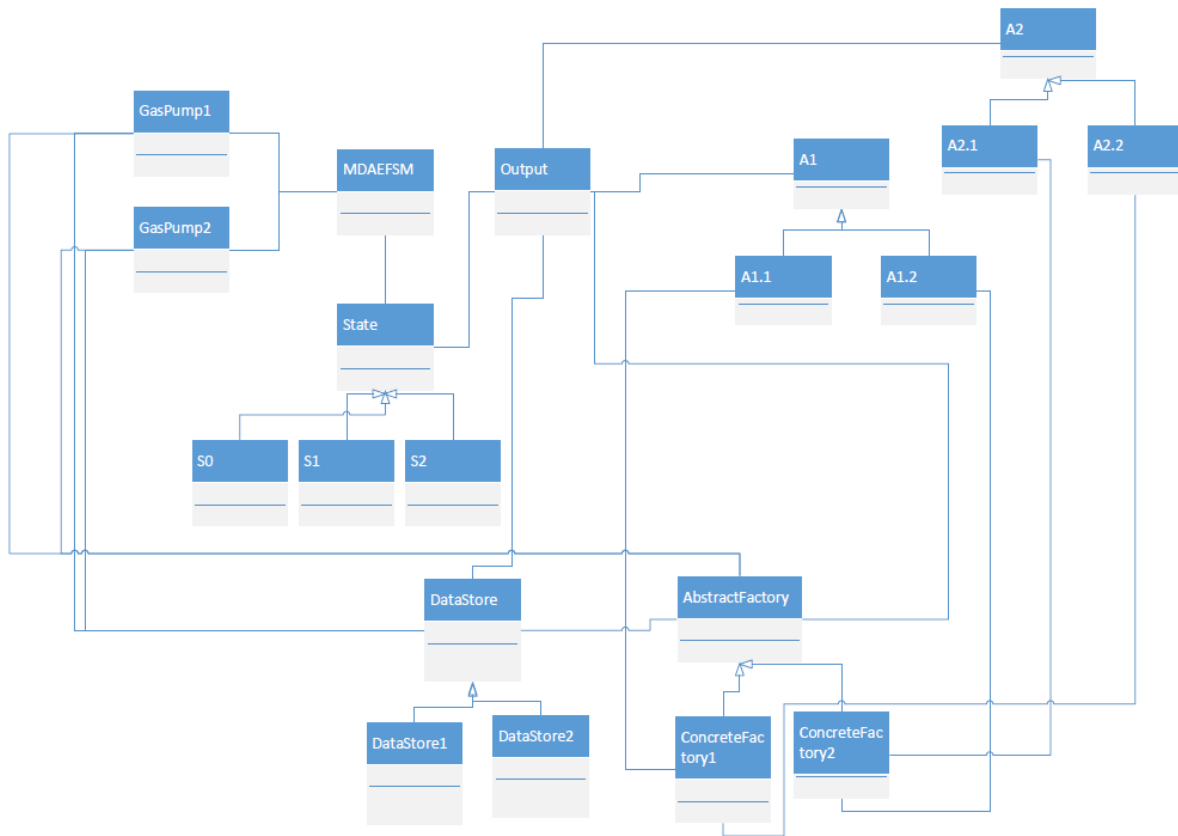 A2
GasPump1
A2.1
A2.2
A1
MDAEFSM
Output
GasPump2
A1.1
A1.2
State
S0
S1
S2
DataStore
AbstractFactory
DataStore1
DataStore2
ConcreteFac
tory1
ConcreteFac
tory2